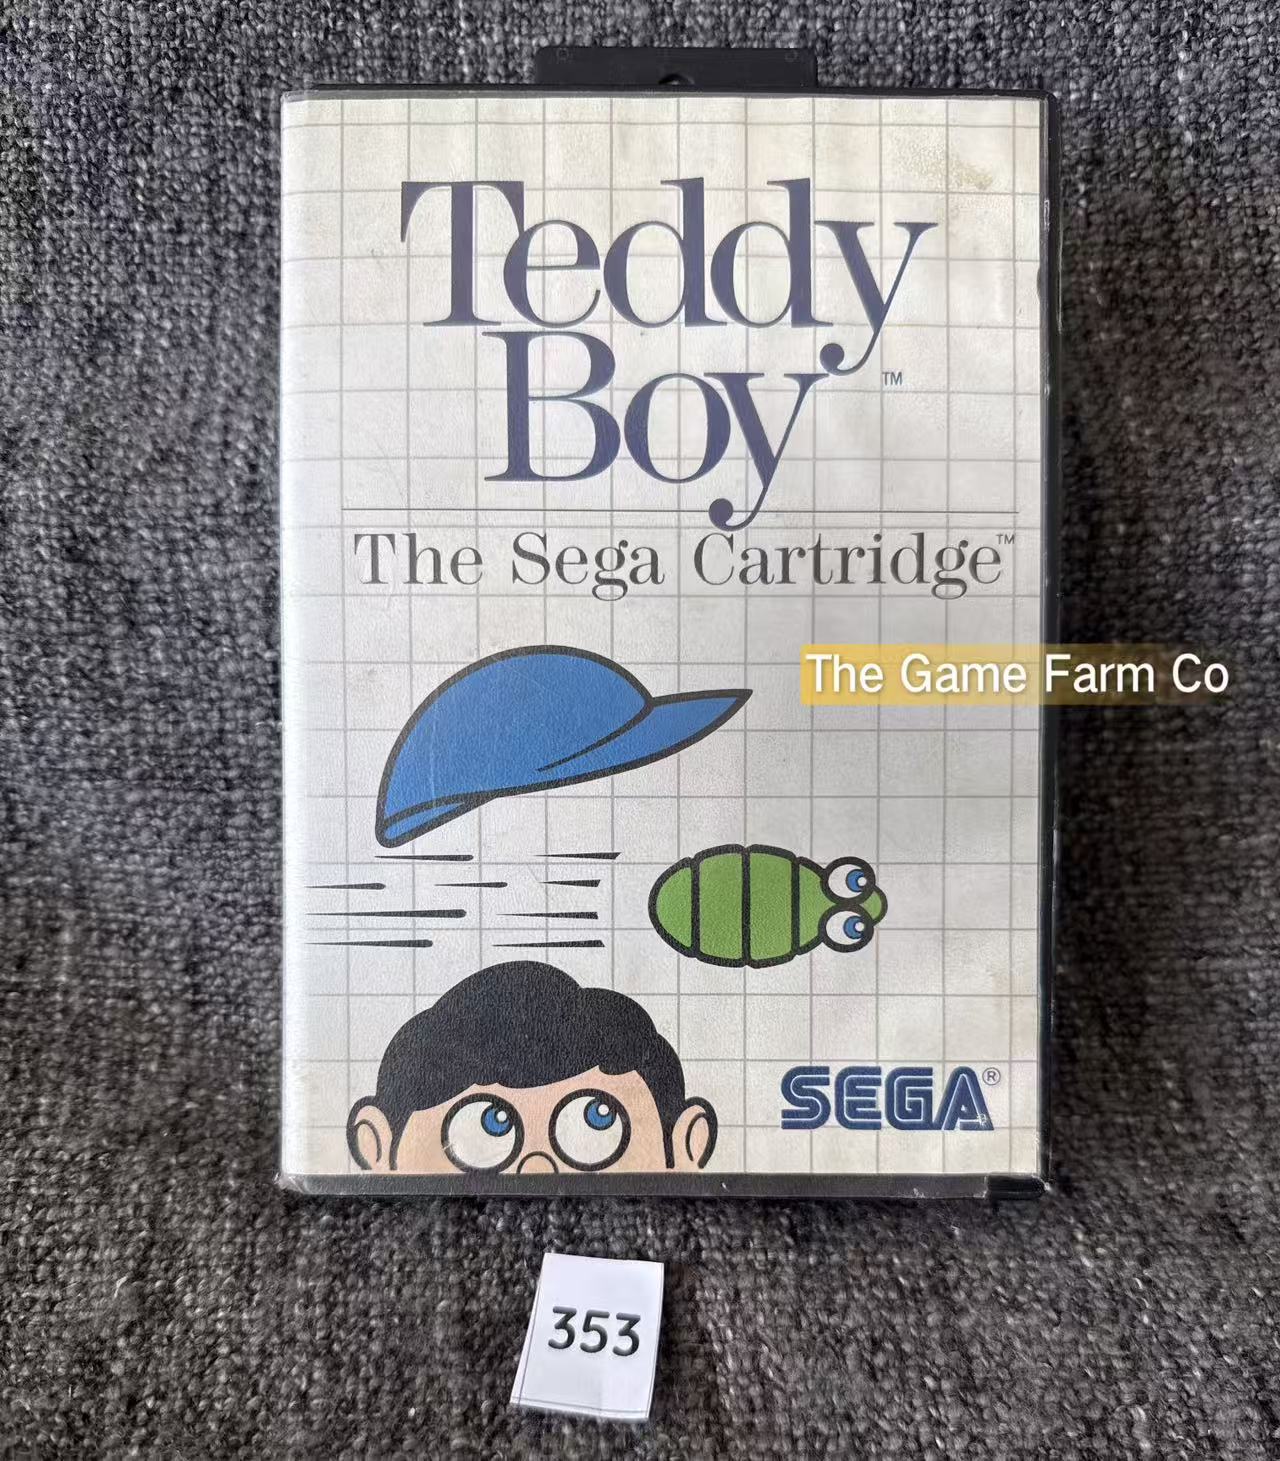 Teddy
Boy™
The Sega Cartridge™
The Game Farm Co
SEGA®
353